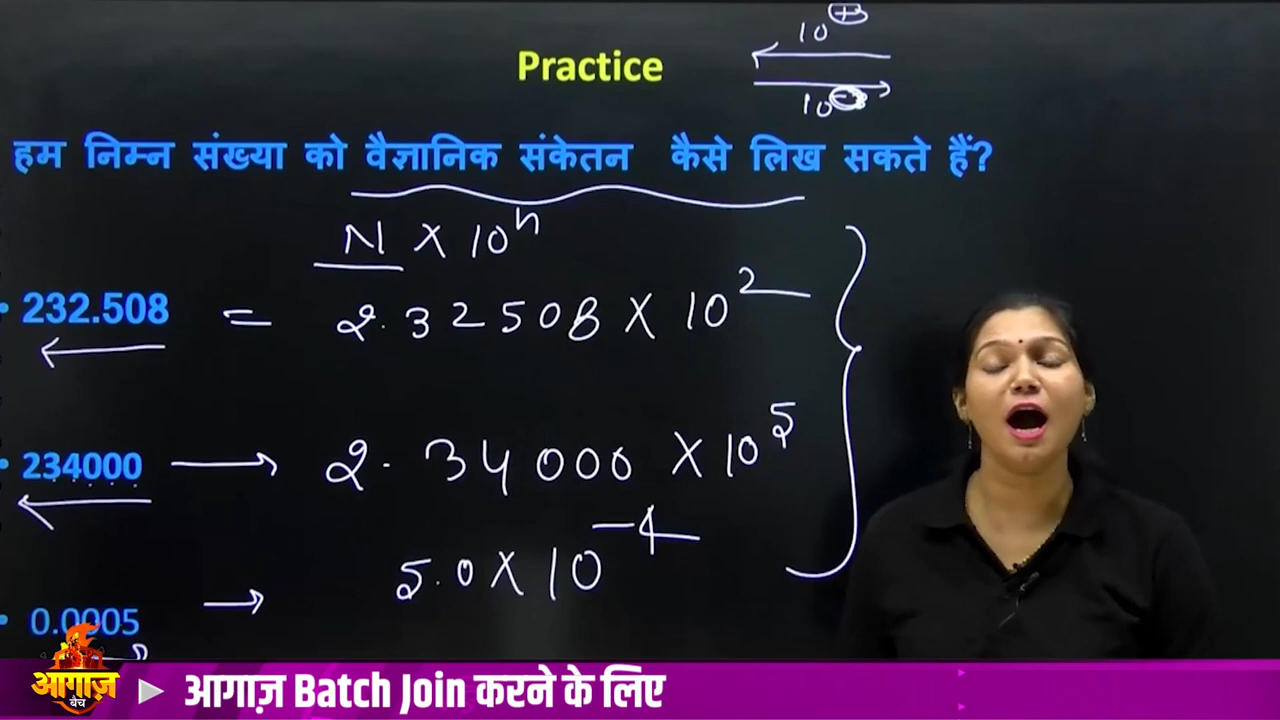 10⁺
Practice
10⁻
हम निम्न संख्या को वैज्ञानिक संकेतन कैसे लिख सकते हैं?
N X 10ⁿ
• 232.508 = 2.32508 X 10²
• 234000 → 2.34000 X 10⁵
5.0 X 10⁻⁴
• 0.0005 →
आगाज़
बैच
आगाज़ Batch Join करने के लिए